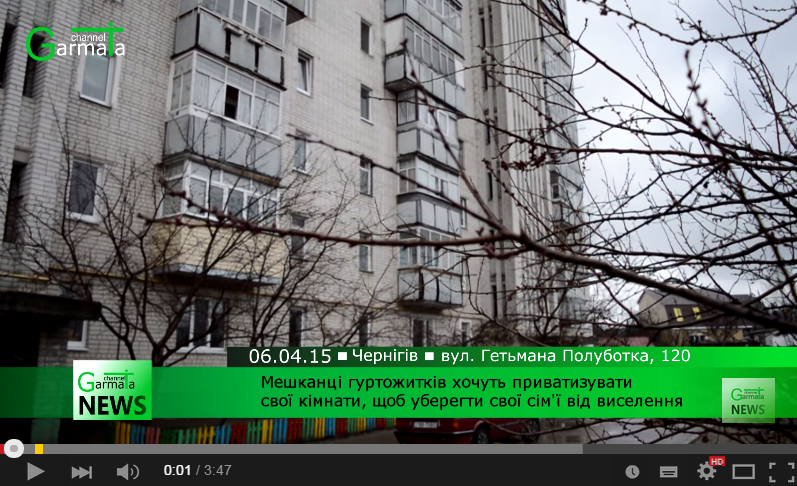 channel
Garmata
06.04.15 ■ Чернігів ■ вул. Гетьмана Полуботка, 120
Мешканці гуртожитків хочуть приватизувати
свої кімнати, щоб уберегти свої сім'ї від виселення
channel
Garmata
NEWS
channel
Garmata
NEWS
0:01 / 3:47
HD